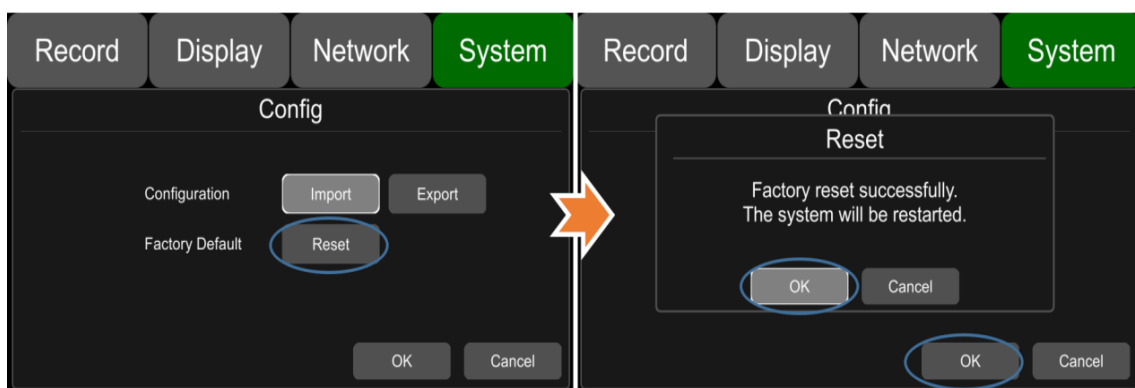 Record Display Network System
Config
Configuration Import Export
Factory Default Reset
OK Cancel
Record Display Network System
Config
Reset
Factory reset successfully.
The system will be restarted.
OK Cancel
OK Cancel